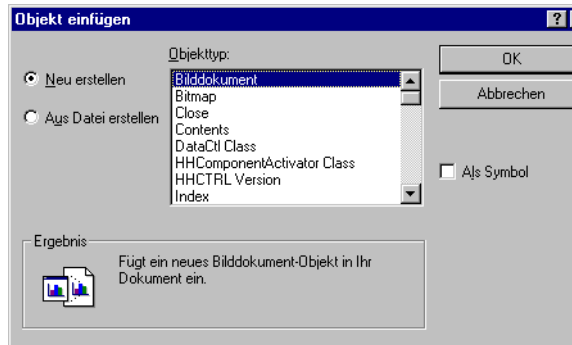 Objekt einfügen
Objekttyp:
Neu erstellen
Aus Datei erstellen
Bilddokument
Bitmap
Close
Contents
DataCtl Class
HHComponentActivator Class
HHCTRL Version
Index
OK
Abbrechen
Als Symbol
Ergebnis
Fügt ein neues Bilddokument-Objekt in Ihr
Dokument ein.